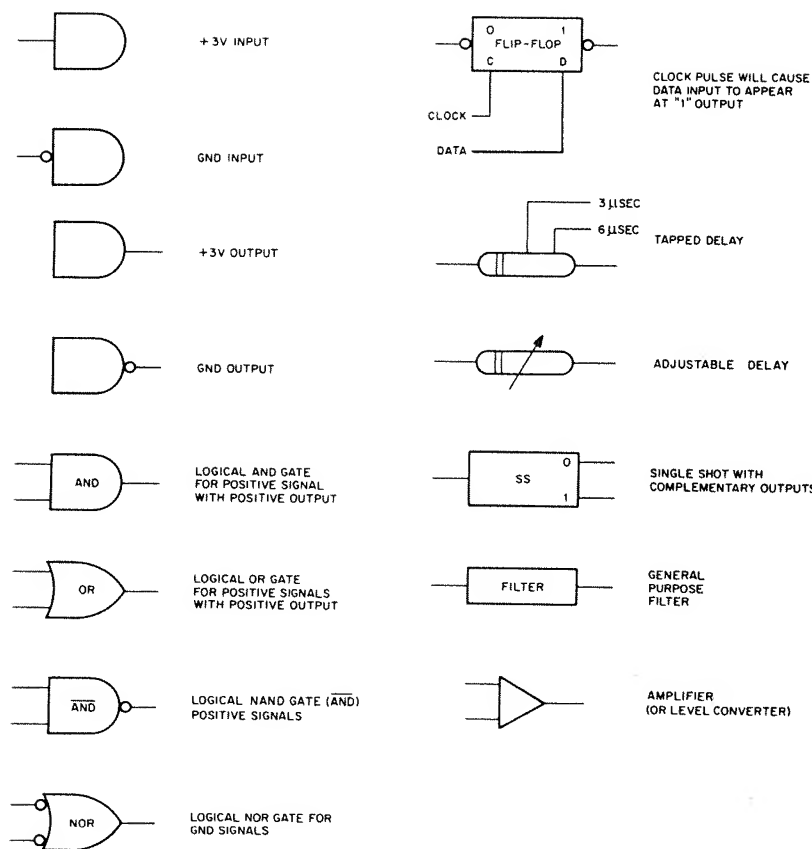 +3V INPUT
GND INPUT
+3V OUTPUT
GND OUTPUT
AND
LOGICAL AND GATE
FOR POSITIVE SIGNAL
WITH POSITIVE OUTPUT
OR
LOGICAL OR GATE
FOR POSITIVE SIGNALS
WITH POSITIVE OUTPUT
A̅N̅D̅
LOGICAL NAND GATE (A̅N̅D̅)
POSITIVE SIGNALS
NOR
LOGICAL NOR GATE FOR
GND SIGNALS
0 1
FLIP-FLOP
C D
CLOCK
DATA
CLOCK PULSE WILL CAUSE
DATA INPUT TO APPEAR
AT "1" OUTPUT
3 μSEC
6 μSEC
TAPPED DELAY
ADJUSTABLE DELAY
0
SS
1
SINGLE SHOT WITH
COMPLEMENTARY OUTPUTS
FILTER
GENERAL
PURPOSE
FILTER
AMPLIFIER
(OR LEVEL CONVERTER)